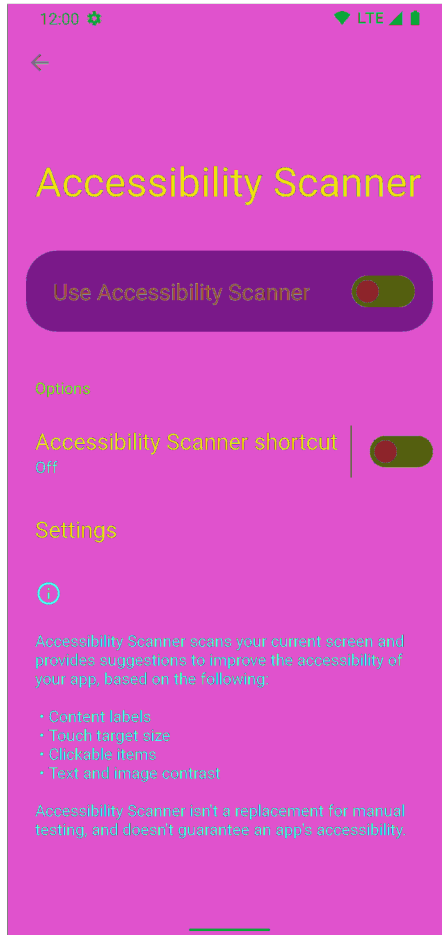 12:00 LTE
Accessibility Scanner
Use Accessibility Scanner
Options
Accessibility Scanner shortcut
Off
Settings
Accessibility Scanner scans your current screen and
provides suggestions to improve the accessibility of
your app, based on the following:
• Content labels
• Touch target size
• Clickable items
• Text and image contrast
Accessibility Scanner isn't a replacement for manual
testing, and doesn't guarantee an app's accessibility.